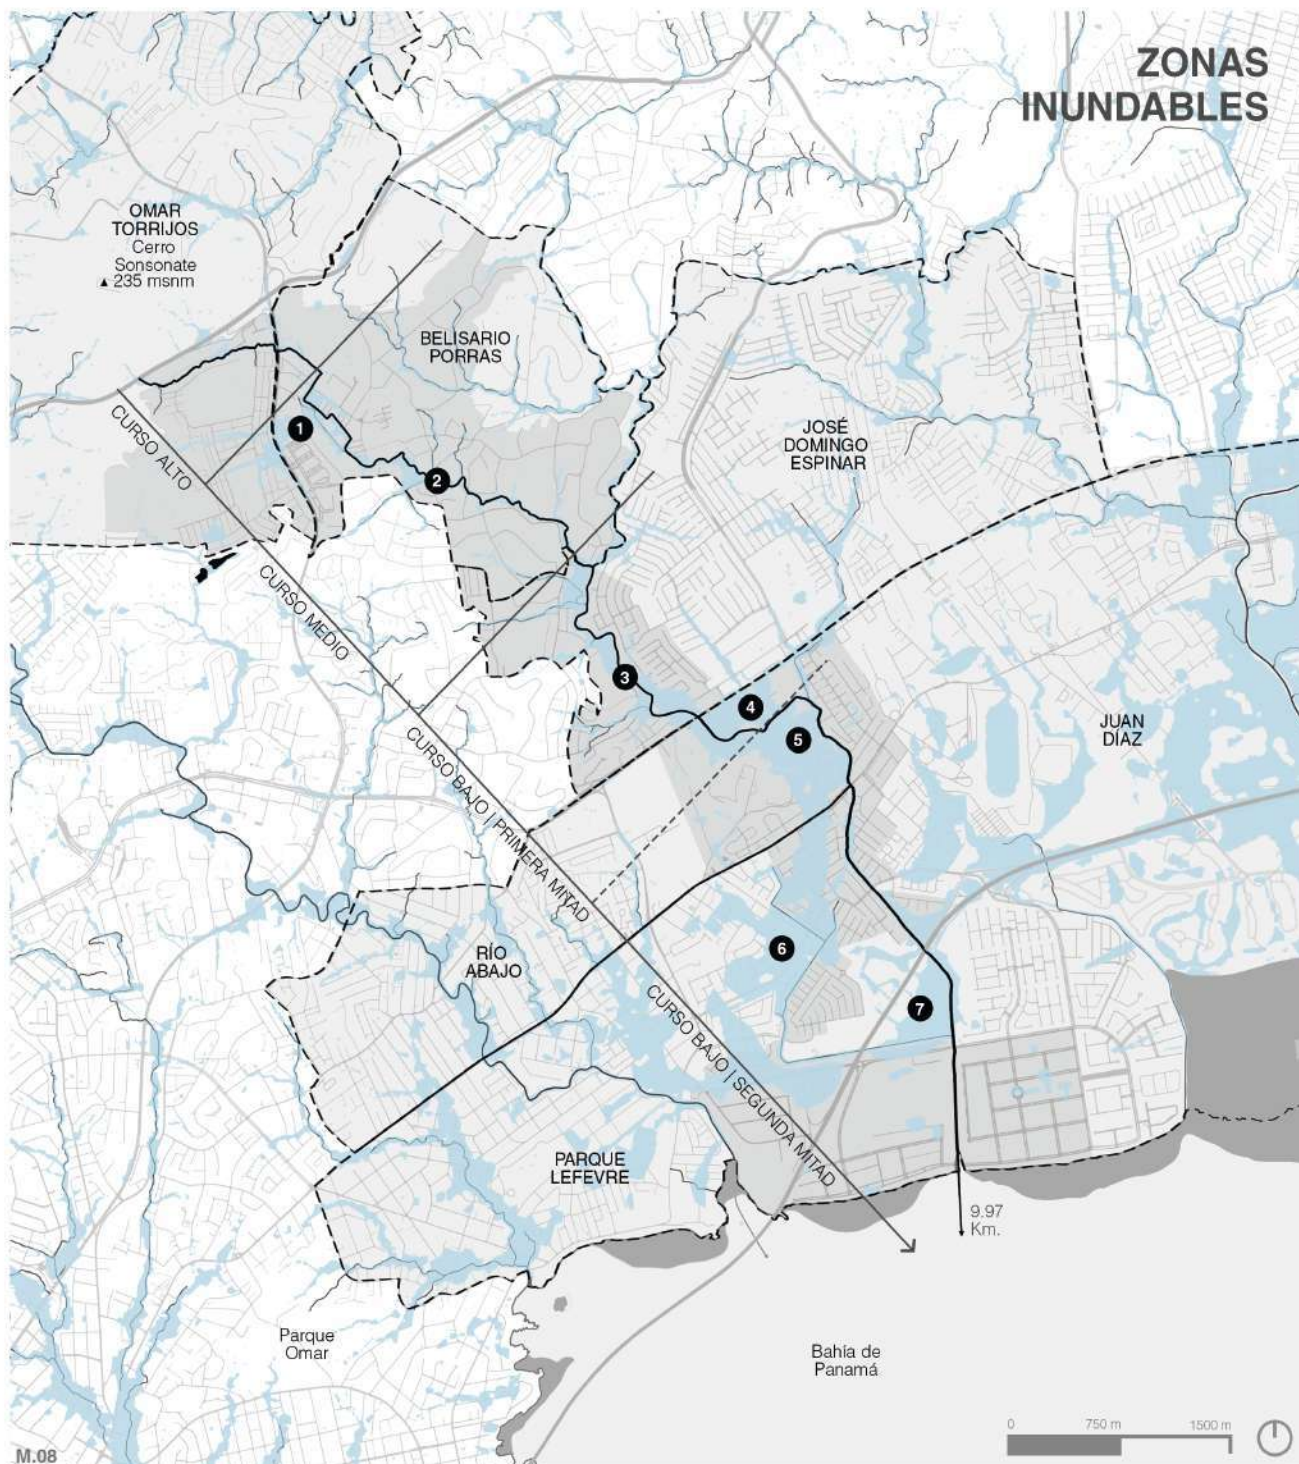 ZONAS
INUNDABLES
OMAR
TORRIJOS
Cerro
Sonsonate
▲ 235 msnm
BELISARIO
PORRAS
JOSÉ
DOMINGO
ESPINAR
CURSO ALTO
1
2
CURSO MEDIO
3
4
5
JUAN
DÍAZ
CURSO BAJO | PRIMERA MITAD
6
RÍO
ABAJO
7
CURSO BAJO | SEGUNDA MITAD
PARQUE
LEFEVRE
9.97
Km.
Parque
Omar
Bahía de
Panamá
0 750 m 1500 m
M.08